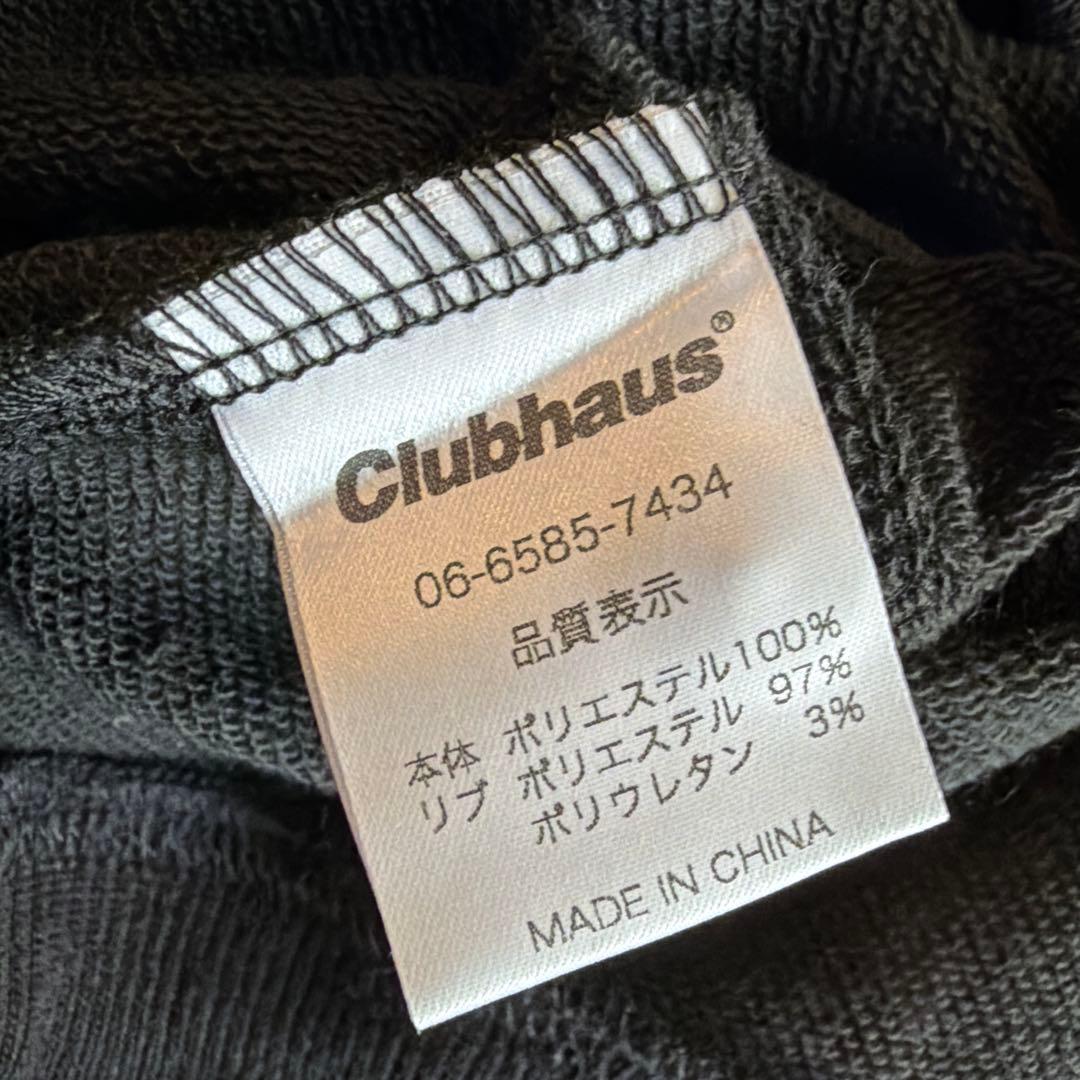 Clubhaus®
06-6585-7434
品質表示
本体 ポリエステル100%
リブ ポリエステル 97%
ポリウレタン 3%
MADE IN CHINA